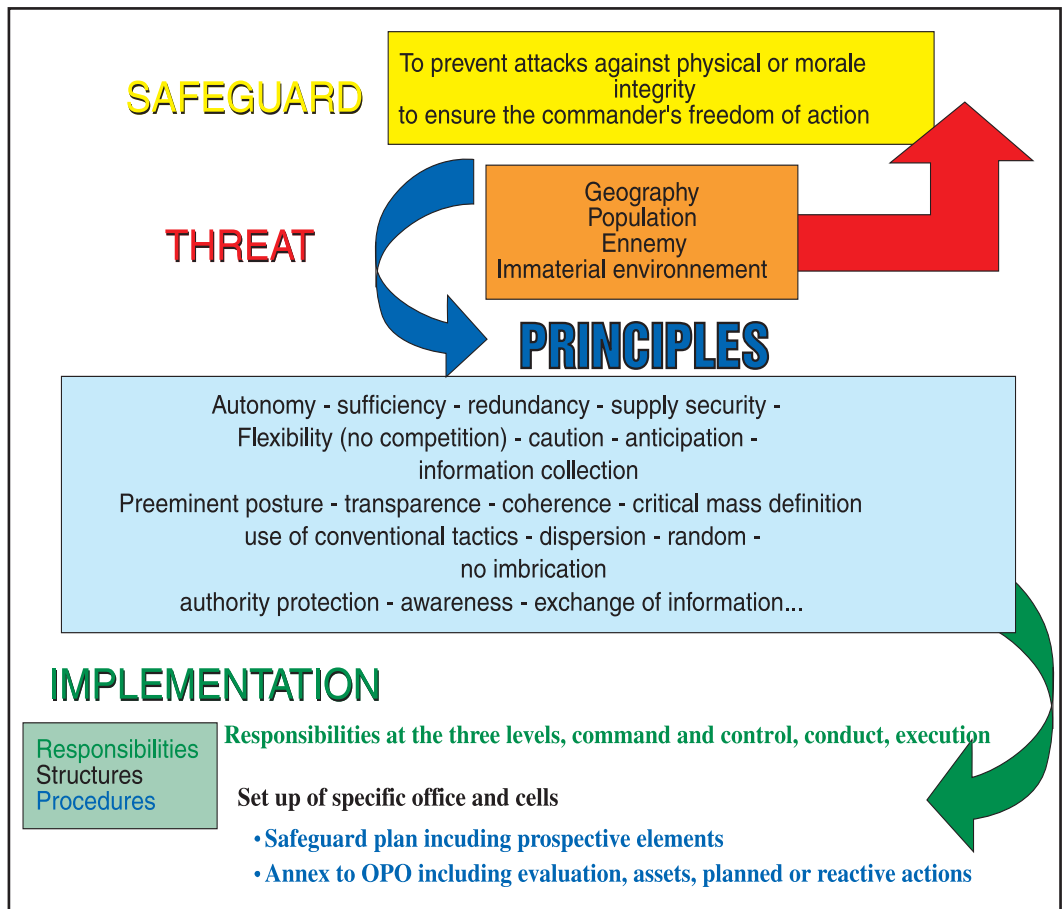 SAFEGUARD
To prevent attacks against physical or morale
integrity
to ensure the commander's freedom of action
THREAT
Geography
Population
Ennemy
Immaterial environnement
PRINCIPLES
Autonomy - sufficiency - redundancy - supply security -
Flexibility (no competition) - caution - anticipation -
information collection
Preeminent posture - transparence - coherence - critical mass definition
use of conventional tactics - dispersion - random -
no imbrication
authority protection - awareness - exchange of information...
IMPLEMENTATION
Responsibilities
Structures
Procedures
Responsibilities at the three levels, command and control, conduct, execution
Set up of specific office and cells
• Safeguard plan incuding prospective elements
• Annex to OPO including evaluation, assets, planned or reactive actions